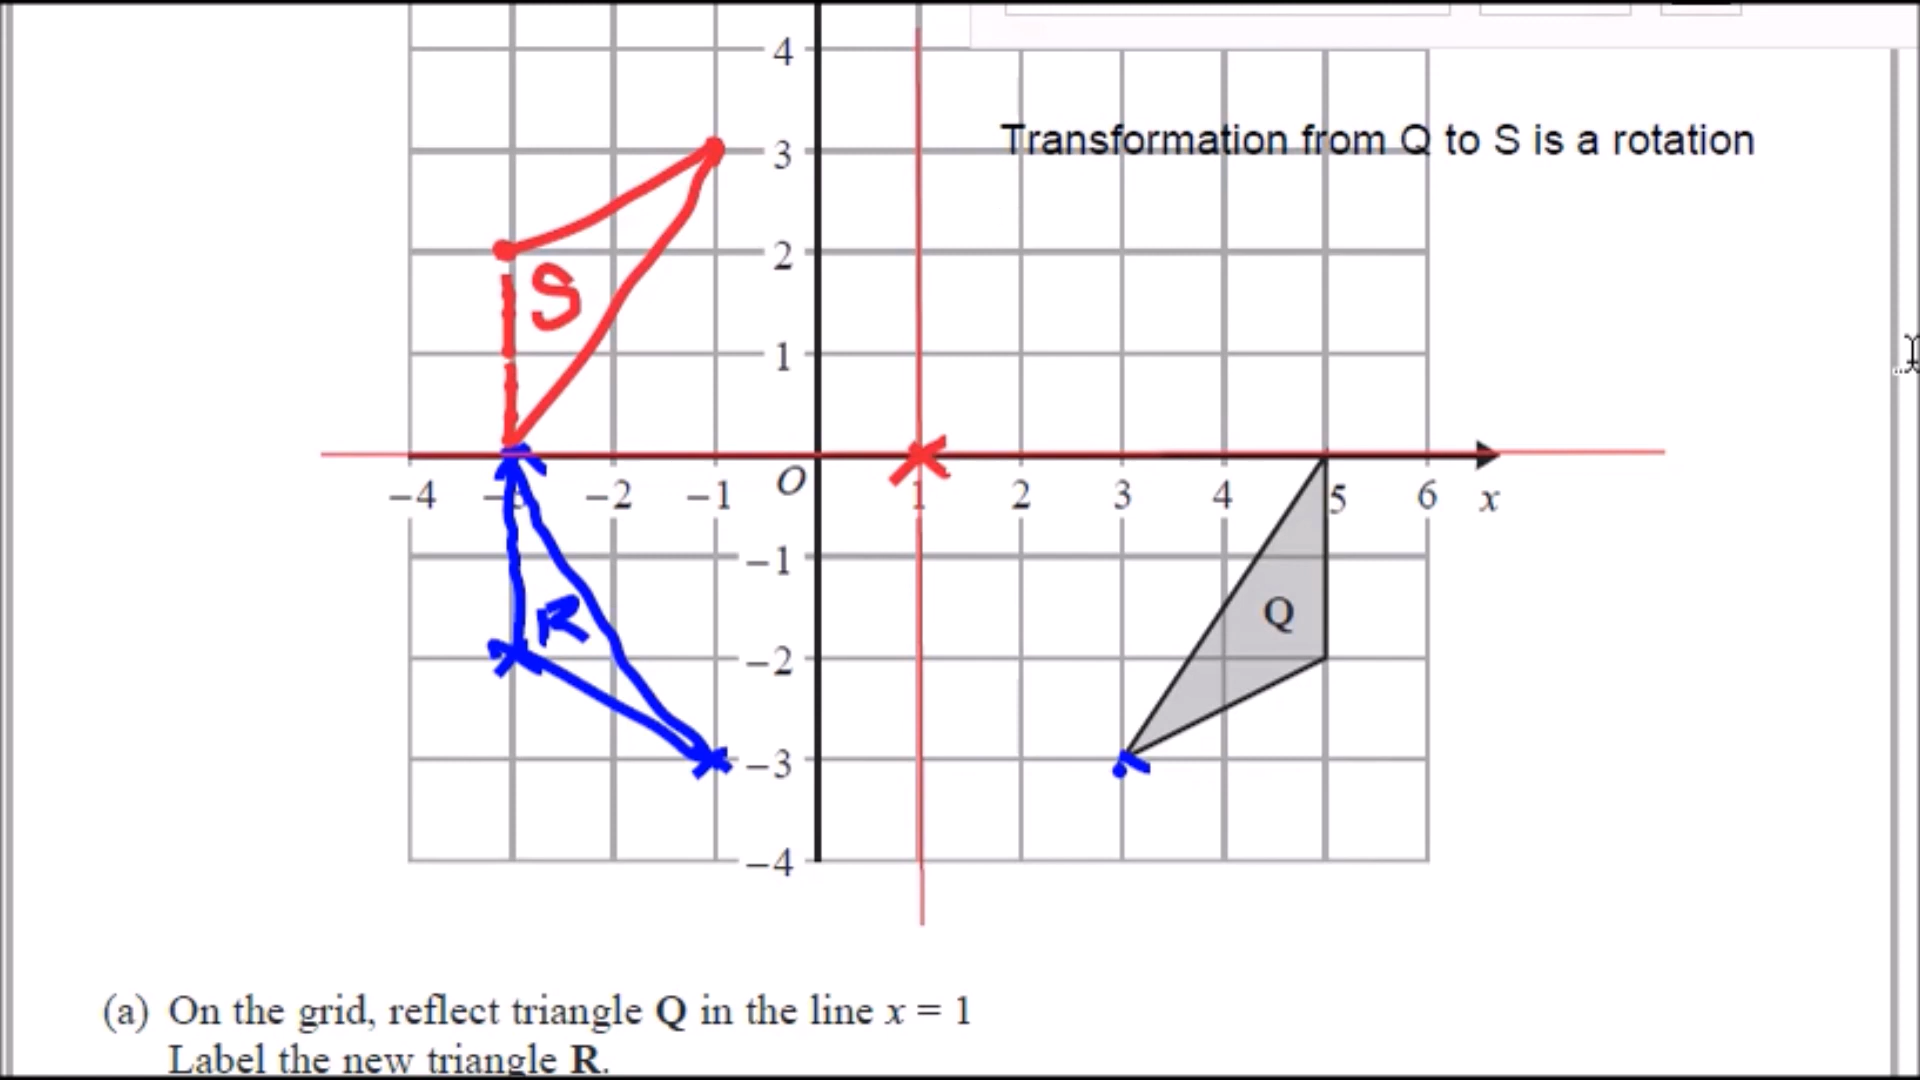 4
3
Transformation from Q to S is a rotation
2
S
1
−4 −2 −1 O 1 2 3 4 5 6 x
−1
R
Q
−2
−3
−4
(a) On the grid, reflect triangle Q in the line x = 1
Label the new triangle R.